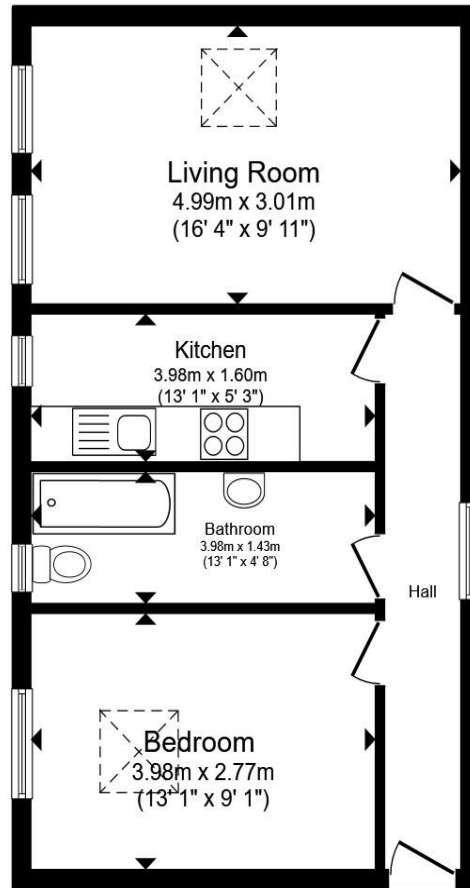 Living Room
4.99m x 3.01m
(16' 4" x 9' 11")
Kitchen
3.98m x 1.60m
(13' 1" x 5' 3")
Bathroom
3.98m x 1.43m
(13' 1" x 4' 8")
Hall
Bedroom
3.98m x 2.77m
(13' 1" x 9' 1")